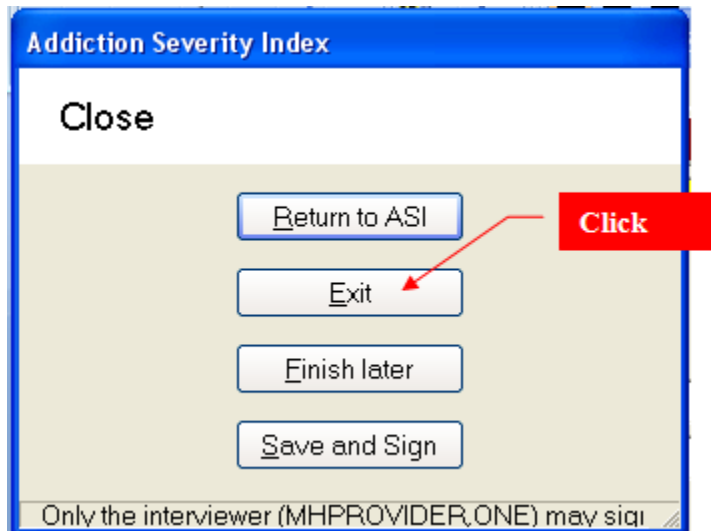 Addiction Severity Index
Close
Return to ASI
Click
Exit
Finish later
Save and Sign
Only the interviewer (MHPROVIDER,ONE) may